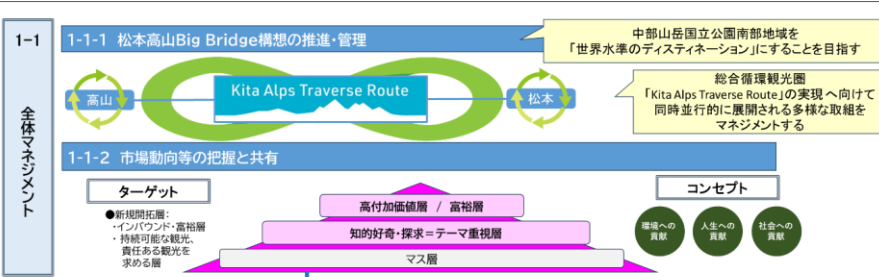 1-1
全体マネジメント
1-1-1 松本高山Big Bridge構想の推進・管理
中部山岳国立公園南部地域を
「世界水準のディスティネーション」にすることを目指す
高山
Kita Alps Traverse Route
松本
総合循環観光圏
「Kita Alps Traverse Route」の実現へ向けて
同時並行的に展開される多様な取組を
マネジメントする
1-1-2 市場動向等の把握と共有
ターゲット
●新規開拓層：
・インバウンド・富裕層
・持続可能な観光、
責任ある観光を
求める層
高付加価値層 / 富裕層
知的好奇・探求＝テーマ重視層
マス層
コンセプト
環境への
貢献
人生への
貢献
社会への
貢献